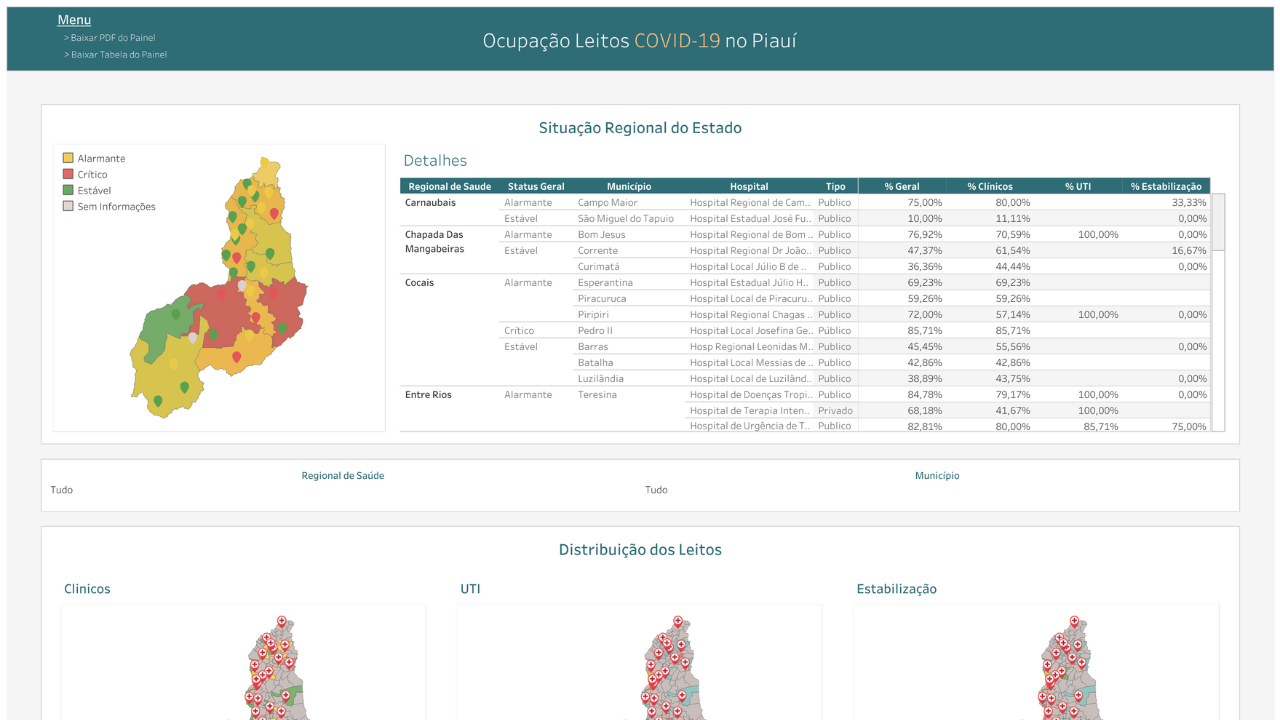 Menu
> Baixar PDF do Painel
> Baixar Tabela do Painel
Ocupação Leitos COVID-19 no Piauí
Situação Regional do Estado
Alarmante
Crítico
Estável
Sem Informações
Detalhes
Regional de Saude Status Geral Município Hospital Tipo % Geral % Clínicos % UTI % Estabilização
Carnaubais Alarmante Campo Maior Hospital Regional de Cam.. Publico 75,00% 80,00% 33,33%
Estável São Miguel do Tapuio Hospital Estadual José Fu.. Publico 10,00% 11,11% 0,00%
Chapada Das Mangabeiras Alarmante Bom Jesus Hospital Regional de Bom .. Publico 76,92% 70,59% 100,00% 0,00%
Estável Corrente Hospital Regional Dr João.. Publico 47,37% 61,54% 16,67%
Curimatá Hospital Local Júlio B de .. Publico 36,36% 44,44% 0,00%
Cocais Alarmante Esperantina Hospital Estadual Júlio H.. Publico 69,23% 69,23%
Piracuruca Hospital Local de Piracuru.. Publico 59,26% 59,26%
Piripiri Hospital Regional Chagas .. Publico 72,00% 57,14% 100,00% 0,00%
Crítico Pedro II Hospital Local Josefina Ge.. Público 85,71% 85,71%
Estável Barras Hosp Regional Leonidas M.. Publico 45,45% 55,56% 0,00%
Batalha Hospital Local Messias de .. Publico 42,86% 42,86%
Luzilândia Hospital Local de Luziländ.. Publico 38,89% 43,75% 0,00%
Entre Rios Alarmante Teresina Hospital de Doenças Tropi.. Publico 84,78% 79,17% 100,00% 0,00%
Hospital de Terapia Inten.. Privado 68,18% 41,67% 100,00%
Hospital de Urgência de T.. Publico 82,81% 80,00% 85,71% 75,00%
Regional de Saúde
Tudo
Município
Tudo
Distribuição dos Leitos
Clinicos
UTI
Estabilização